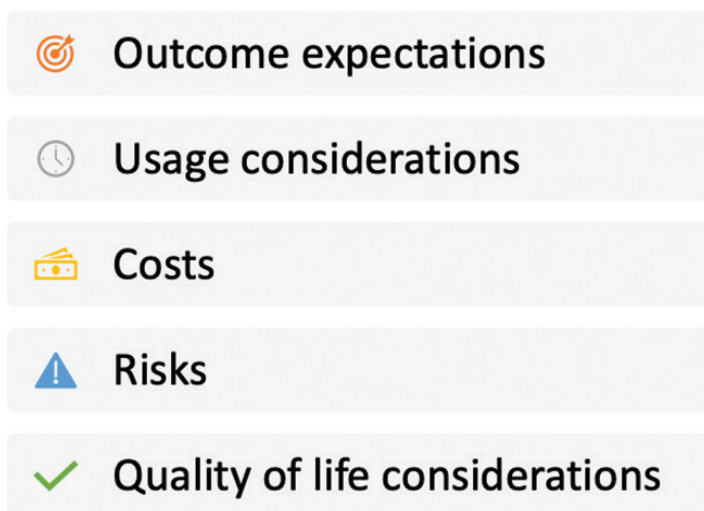 Outcome expectations
Usage considerations
Costs
Risks
Quality of life considerations